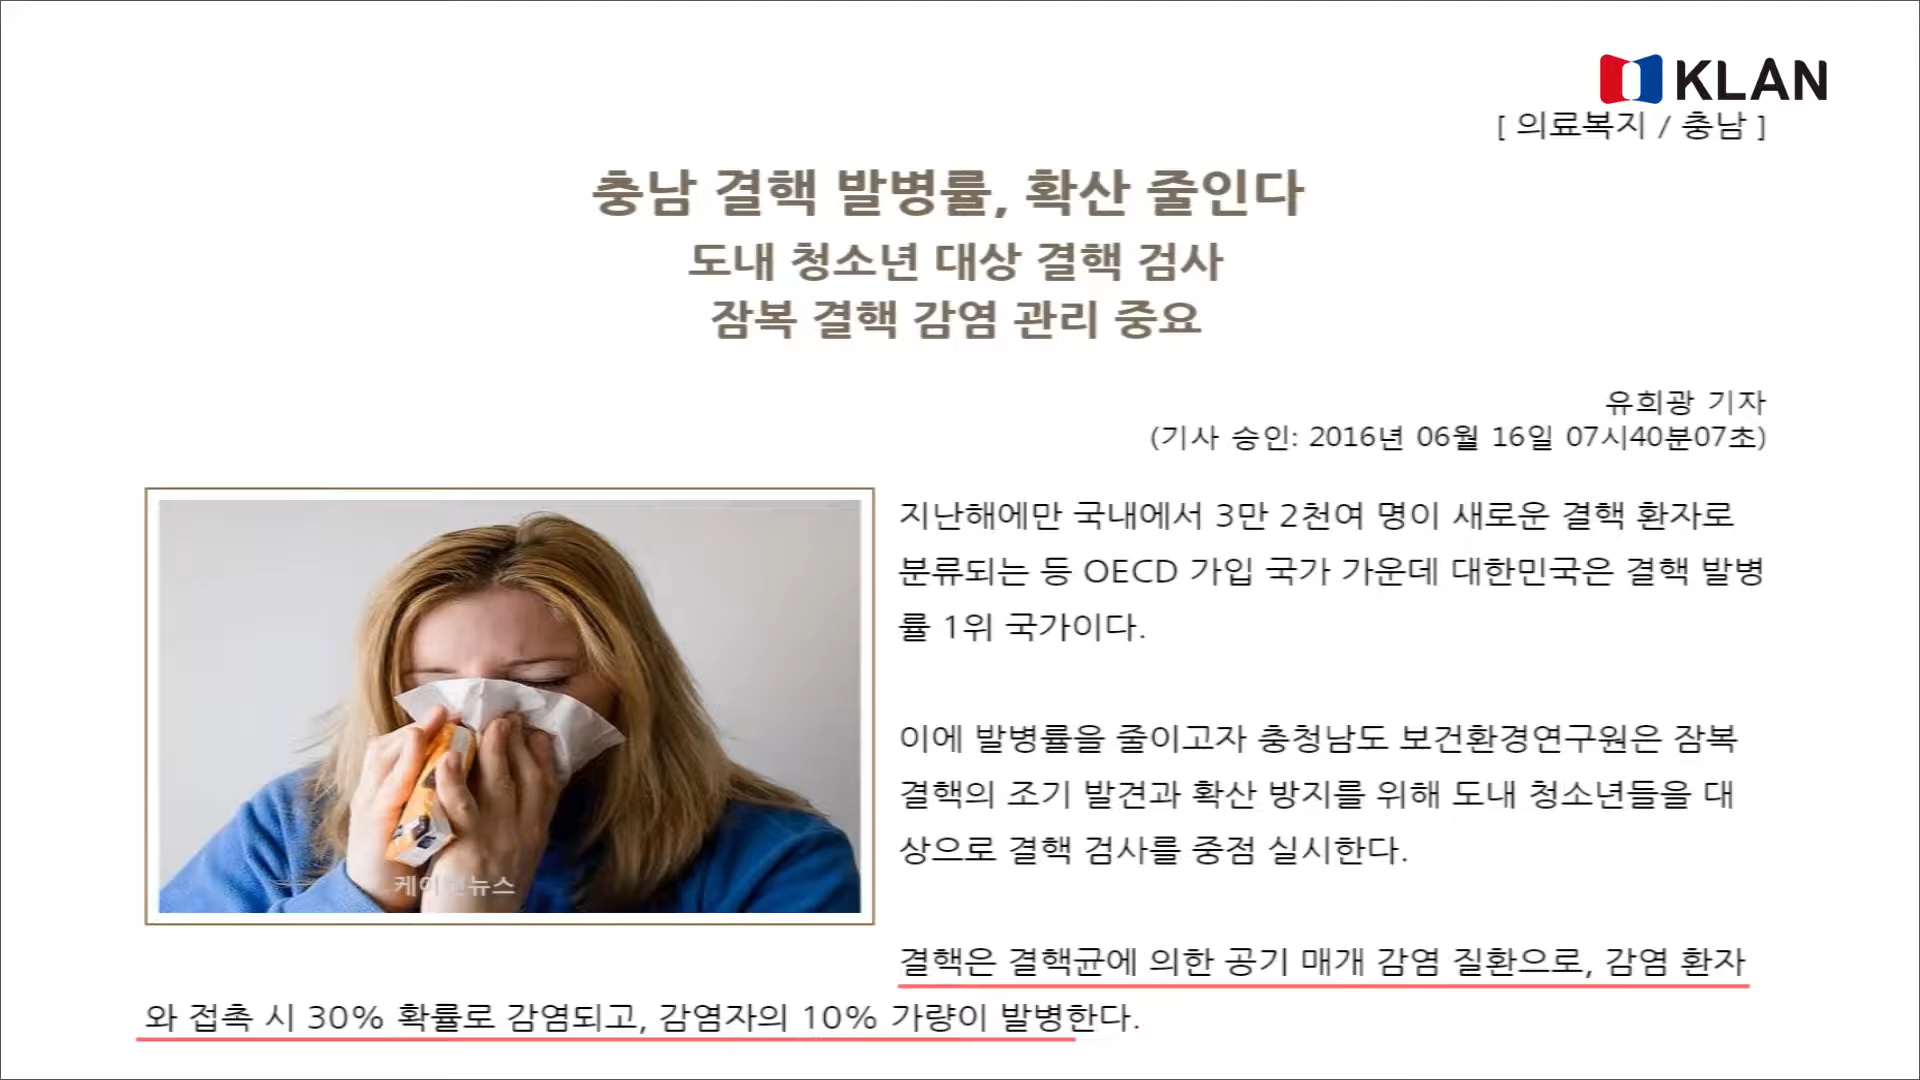 KLAN
[ 의료복지 / 충남 ]
충남 결핵 발병률, 확산 줄인다
도내 청소년 대상 결핵 검사
잠복 결핵 감염 관리 중요
유희광 기자
(기사 승인: 2016년 06월 16일 07시40분07초)
지난해에만 국내에서 3만 2천여 명이 새로운 결핵 환자로
분류되는 등 OECD 가입 국가 가운데 대한민국은 결핵 발병
률 1위 국가이다.
이에 발병률을 줄이고자 충청남도 보건환경연구원은 잠복
결핵의 조기 발견과 확산 방지를 위해 도내 청소년들을 대
상으로 결핵 검사를 중점 실시한다.
결핵은 결핵균에 의한 공기 매개 감염 질환으로, 감염 환자
와 접촉 시 30% 확률로 감염되고, 감염자의 10% 가량이 발병한다.